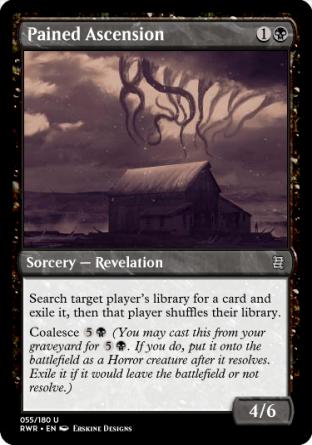 Pained Ascension 1
Sorcery — Revelation
Search target player's library for a card and
exile it, then that player shuffles their library.
Coalesce 5 (You may cast this from your
graveyard for 5 . If you do, put it onto the
battlefield as a Horror creature after it resolves.
Exile it if it would leave the battlefield or not
resolve.)
4/6
055/180 U
RWR • EN Erskine Designs